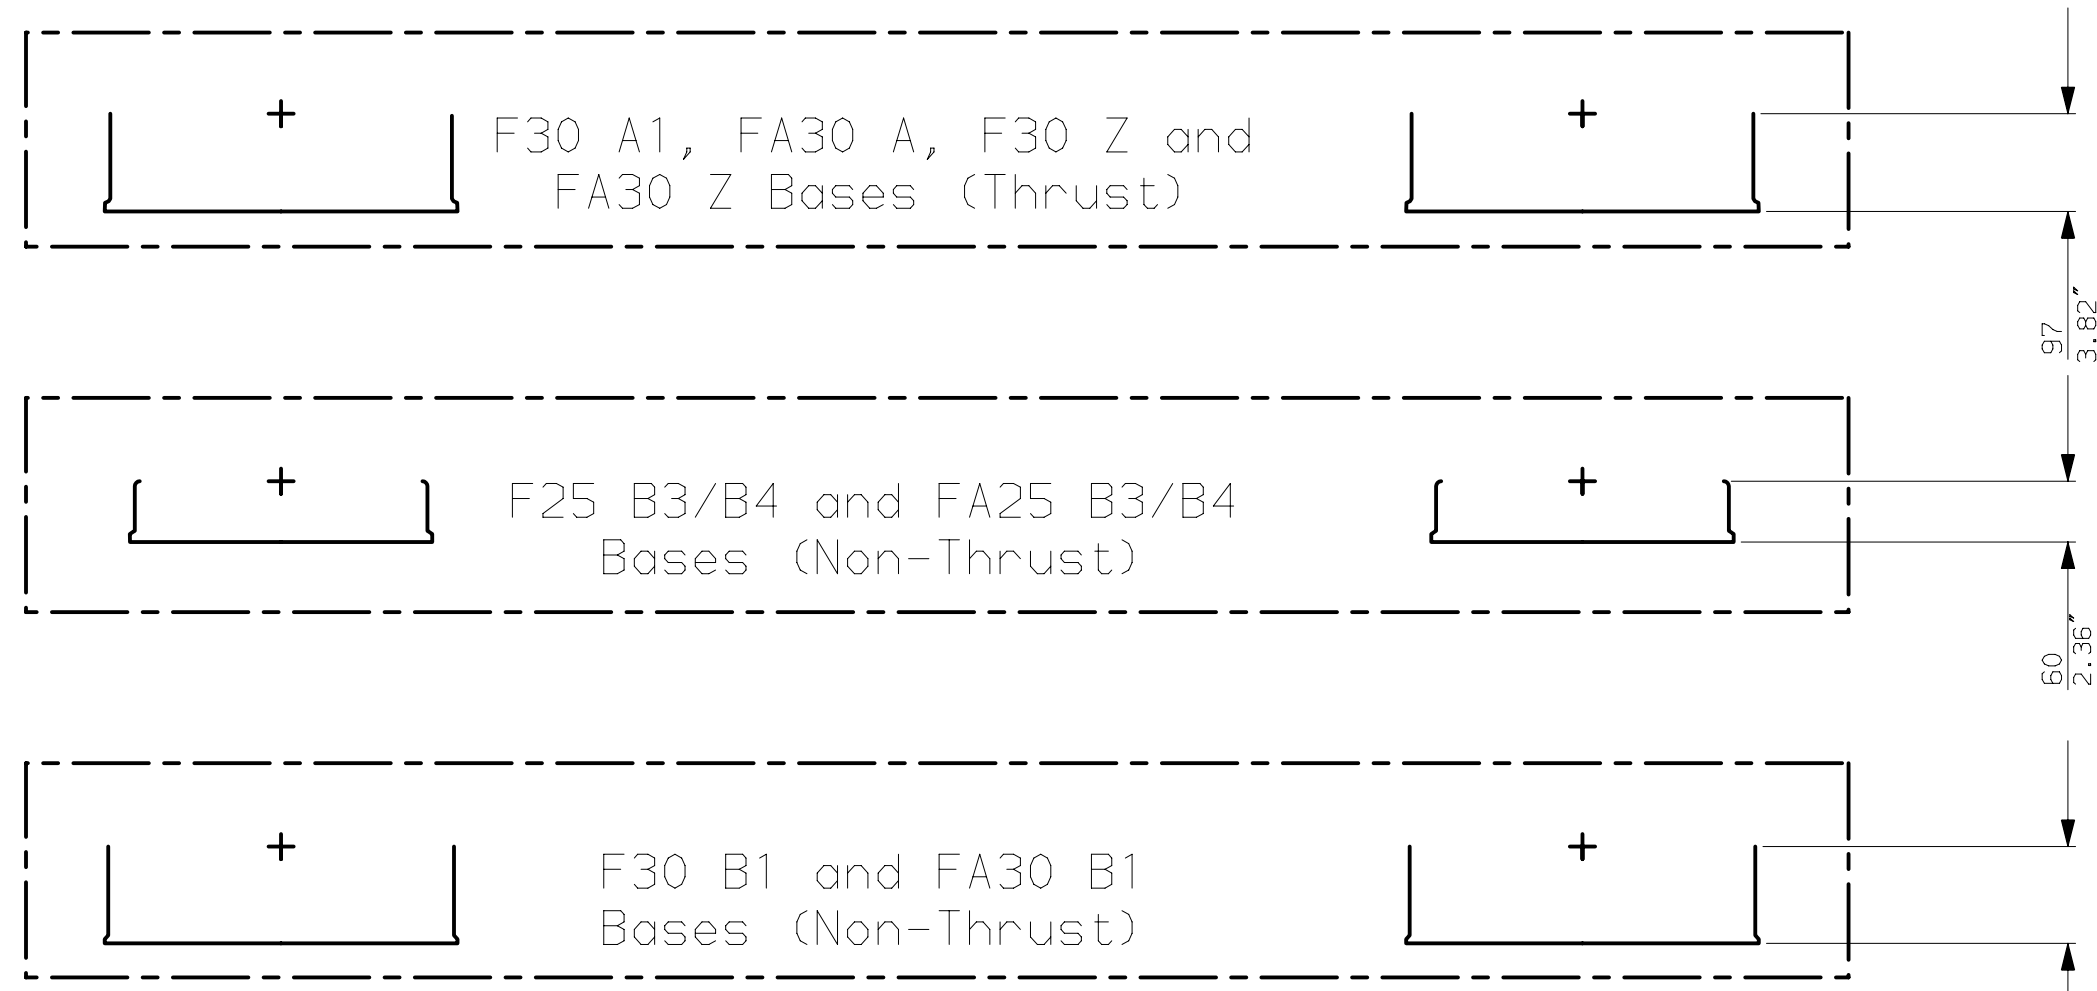 F30 A1, FA30 A, F30 Z and
FA30 Z Bases (Thrust)
97
3.82"
F25 B3/B4 and FA25 B3/B4
Bases (Non-Thrust)
60
2.36"
F30 B1 and FA30 B1
Bases (Non-Thrust)